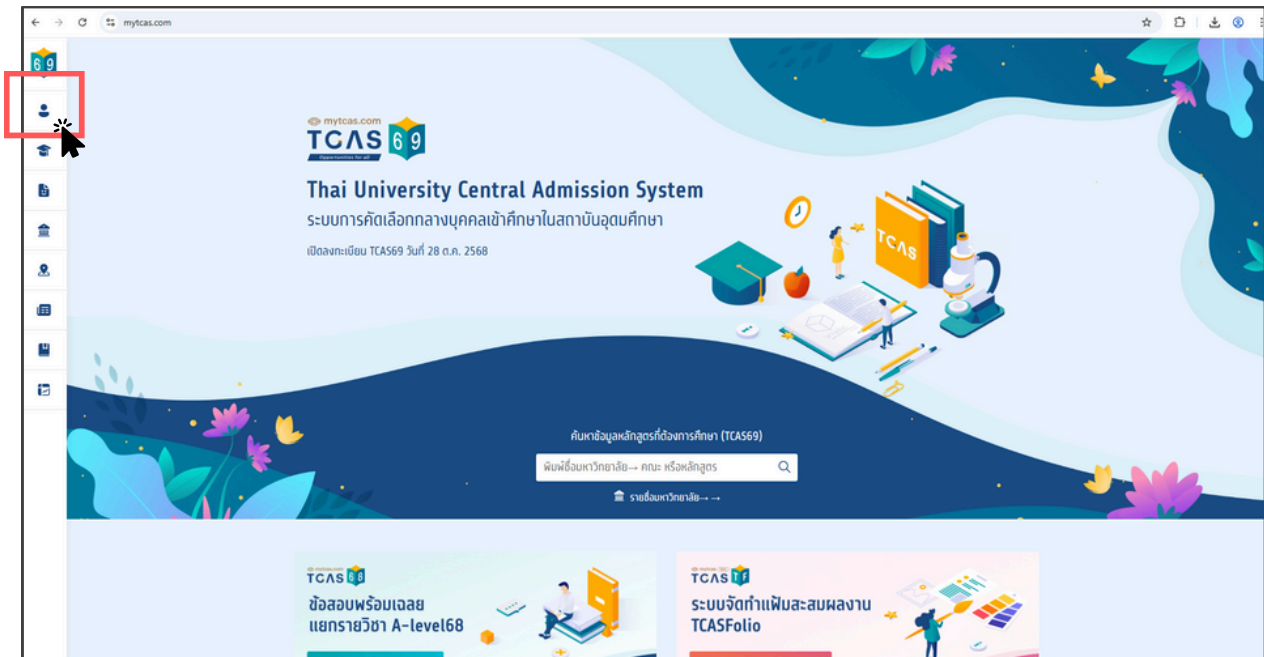 mytcas.com
69
mytcas.com
TCAS 69
Opportunities for all
Thai University Central Admission System
ระบบการคัดเลือกกลางบุคคลเข้าศึกษาในสถาบันอุดมศึกษา
เปิดลงทะเบียน TCAS69 วันที่ 28 ต.ค. 2568
TCAS
ค้นหาข้อมูลหลักสูตรที่ต้องการศึกษา (TCAS69)
พิมพ์ชื่อมหาวิทยาลัย→ คณะ หรือหลักสูตร
รายชื่อมหาวิทยาลัย→ →
TCAS 68
ข้อสอบพร้อมเฉลย
แยกรายวิชา A-level68
TCAS TF
ระบบจัดทำแฟ้มสะสมผลงาน
TCASFolio